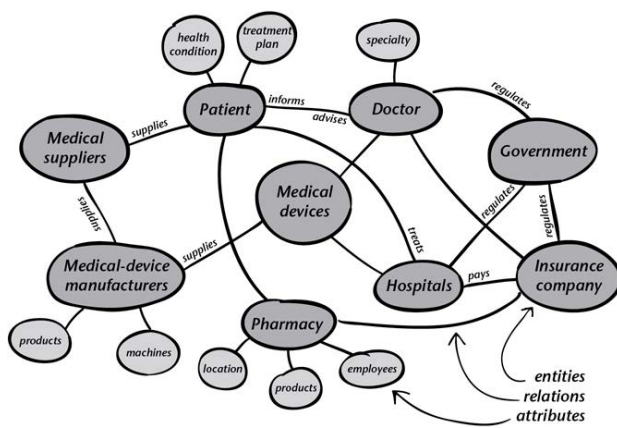 health
condition
treatment
plan
specialty
Patient
informs
advises
Doctor
regulates
supplies
Medical
suppliers
Government
Medical
devices
supplies
treats
regulates
regulates
supplies
Medical-device
manufacturers
Hospitals
pays
Insurance
company
products
machines
Pharmacy
location
products
employees
entities
relations
attributes